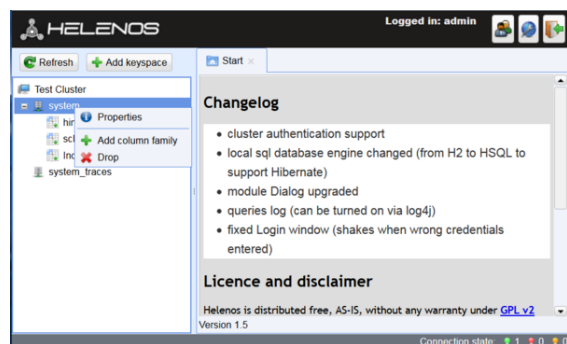 HELENOS
Logged in: admin
Refresh
Add keyspace
Start
Test Cluster
system
Properties
Add column family
Drop
system_traces
Changelog
cluster authentication support
local sql database engine changed (from H2 to HSQL to
support Hibernate)
module Dialog upgraded
queries log (can be turned on via log4j)
fixed Login window (shakes when wrong credentials
entered)
Licence and disclaimer
Helenos is distributed free, AS-IS, without any warranty under GPL v2
Version 1.5
Connection state: 1 0 0